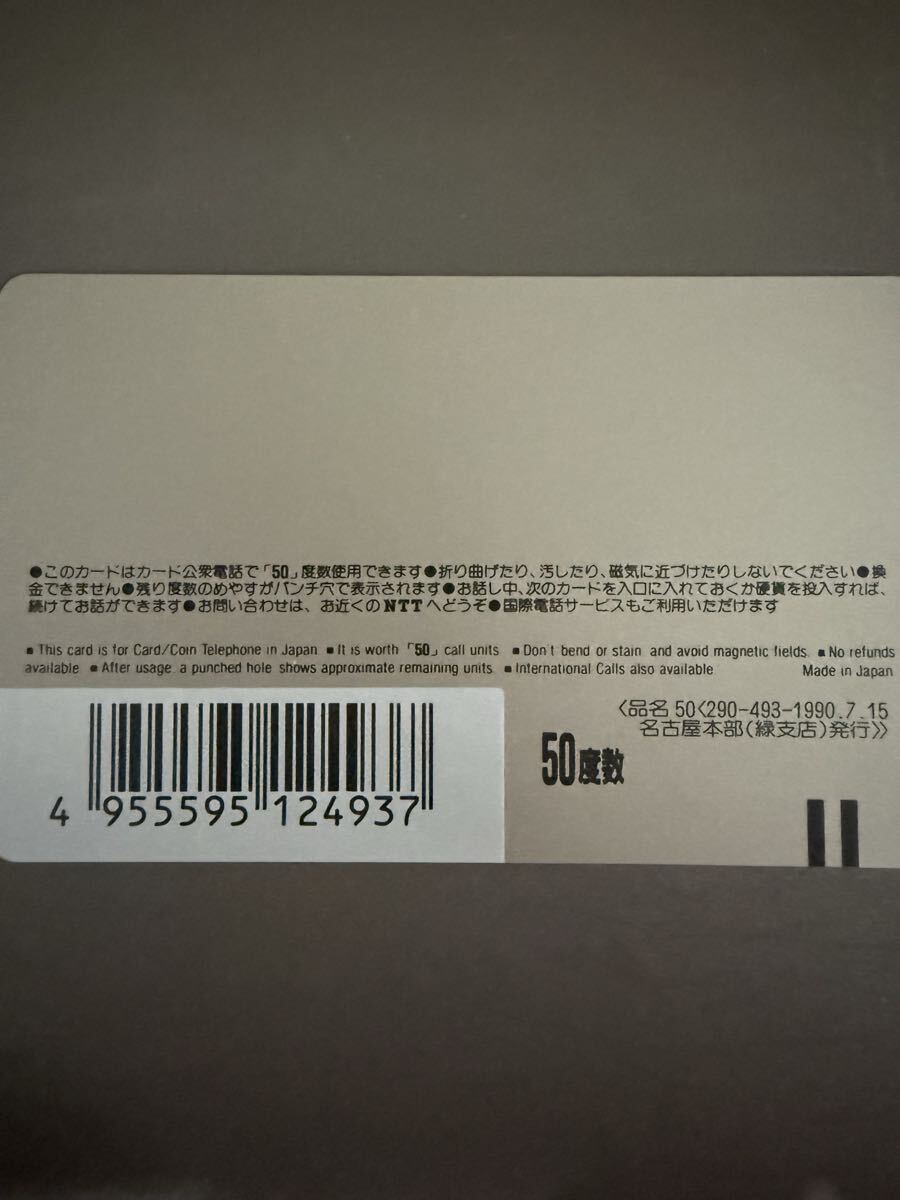 ●このカードはカード公衆電話で「50」度数使用できます●折り曲げたり、汚したり、磁気に近づけたりしないでください●換
金できません●残り度数のめやすがパンチ穴で表示されます●お話し中、次のカードを入口に入れておくか硬貨を投入すれば、
続けてお話ができます●お問い合わせは、お近くのNTTへどうぞ●国際電話サービスもご利用いただけます
■ This card is for Card/Coin Telephone in Japan ■ It is worth「50」call units ■ Don't bend or stain and avoid magnetic fields. ■ No refunds
available ■ After usage a punched hole shows approximate remaining units ■ International Calls also available Made in Japan
〈品名 50〈290-493-1990.7.15
名古屋本部(緑支店)発行〉〉
50度数
4 955595 124937